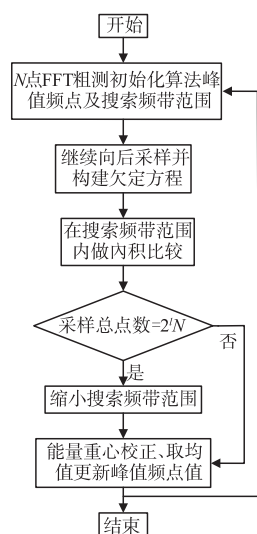 开始
N点FFT粗测初始化算法峰
值频点及搜索频带范围
继续向后采样并
构建欠定方程
在搜索频带范围
内做内积比较
采样总点数=2ⁱN
否
是
缩小搜索频带范围
能量重心校正、取均
值更新峰值频点值
结束